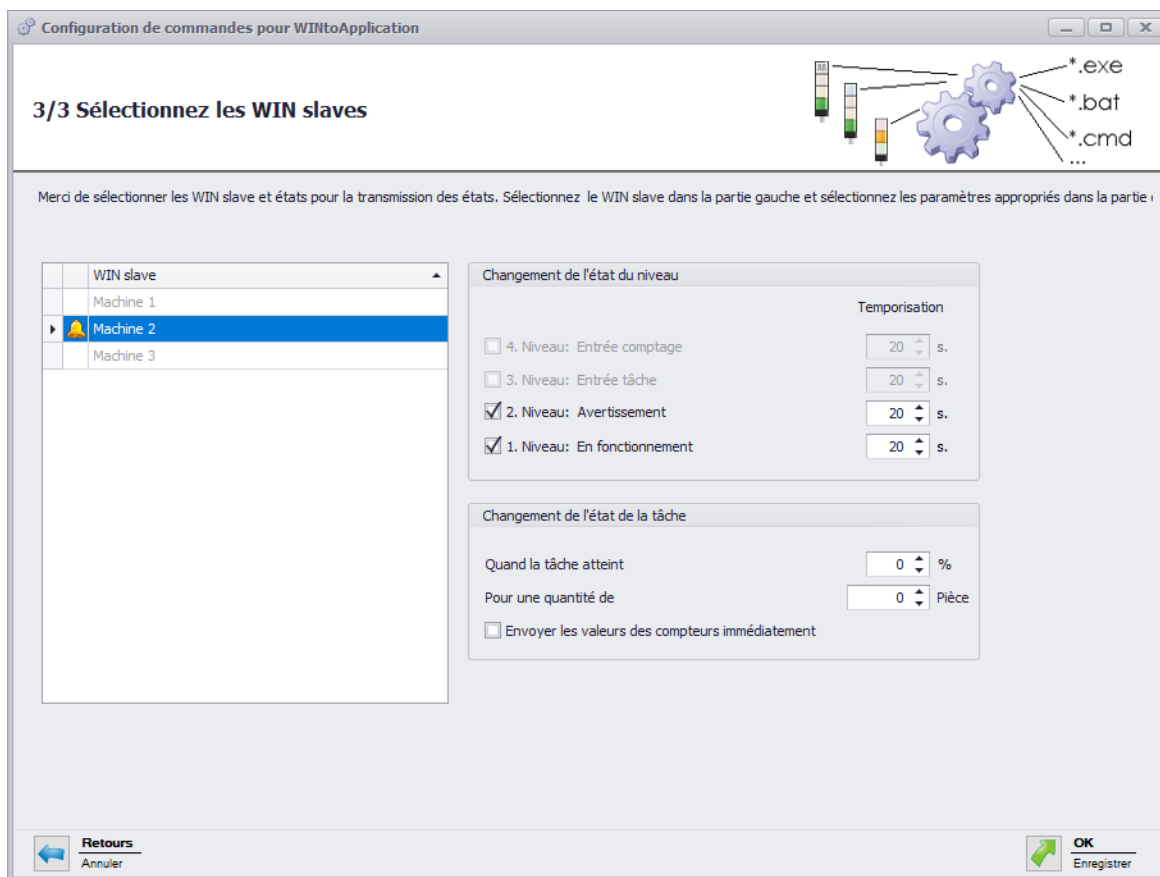 Configuration de commandes pour WINtoApplication
3/3 Sélectionnez les WIN slaves
*.exe
*.bat
*.cmd
...
Merci de sélectionner les WIN slave et états pour la transmission des états. Sélectionnez le WIN slave dans la partie gauche et sélectionnez les paramètres appropriés dans la partie
WIN slave
Machine 1
Machine 2
Machine 3
Changement de l'état du niveau
Temporisation
4. Niveau: Entrée comptage 20 s.
3. Niveau: Entrée tâche 20 s.
2. Niveau: Avertissement 20 s.
1. Niveau: En fonctionnement 20 s.
Changement de l'état de la tâche
Quand la tâche atteint 0 %
Pour une quantité de 0 Pièce
Envoyer les valeurs des compteurs immédiatement
Retours
Annuler
OK
Enregistrer